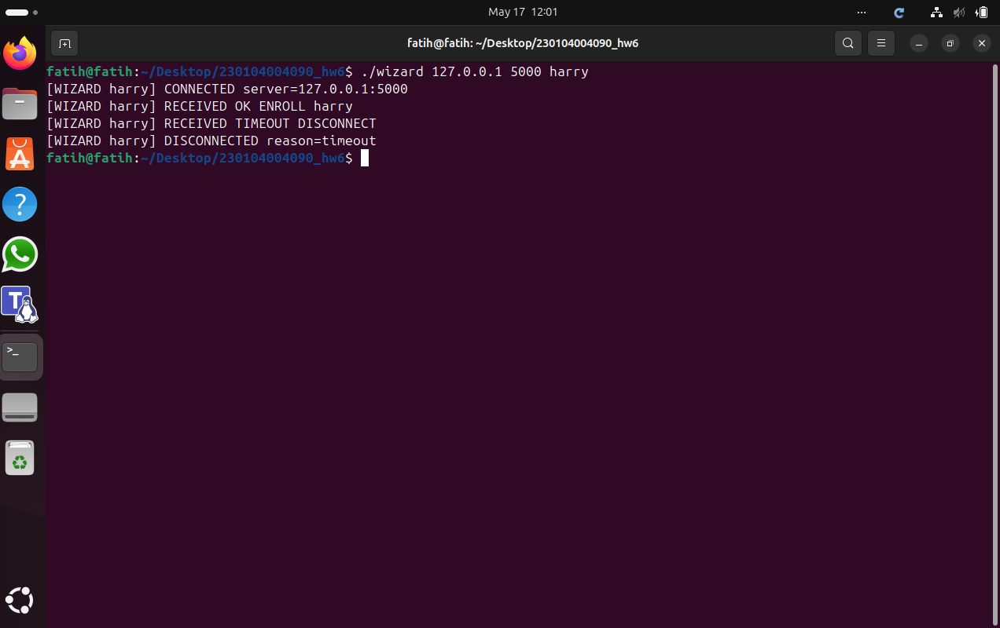 May 17 12:01
fatih@fatih: ~/Desktop/230104004090_hw6
fatih@fatih:~/Desktop/230104004090_hw6$ ./wizard 127.0.0.1 5000 harry
[WIZARD harry] CONNECTED server=127.0.0.1:5000
[WIZARD harry] RECEIVED OK ENROLL harry
[WIZARD harry] RECEIVED TIMEOUT DISCONNECT
[WIZARD harry] DISCONNECTED reason=timeout
fatih@fatih:~/Desktop/230104004090_hw6$